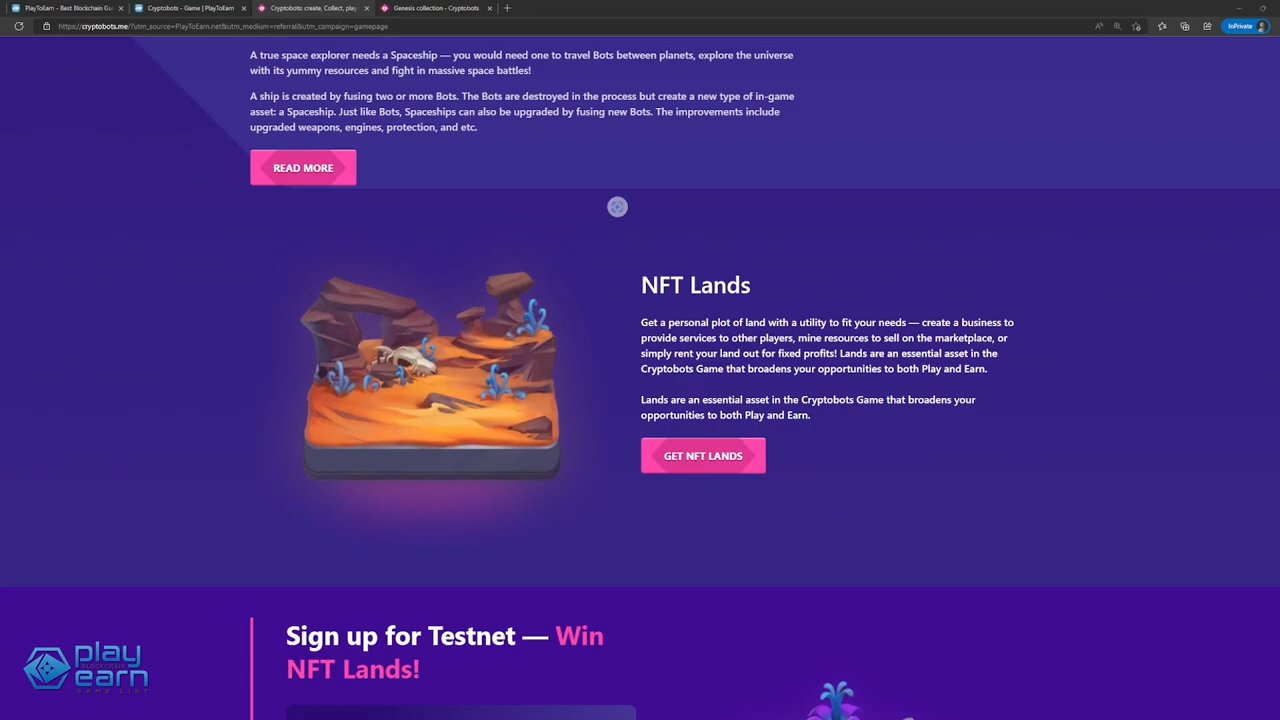 PlayToEarn - Best Blockchain Ga
Cryptobots - Game | PlayToEarn
Cryptobots: create, Collect, play
Genesis collection - Cryptobots
https://cryptobots.me/?utm_source=PlayToEarn.net&utm_medium=referral&utm_campaign=gamepage
InPrivate
A true space explorer needs a Spaceship — you would need one to travel Bots between planets, explore the universe
with its yummy resources and fight in massive space battles!
A ship is created by fusing two or more Bots. The Bots are destroyed in the process but create a new type of in-game
asset: a Spaceship. Just like Bots, Spaceships can also be upgraded by fusing new Bots. The improvements include
upgraded weapons, engines, protection, and etc.
READ MORE
NFT Lands
Get a personal plot of land with a utility to fit your needs — create a business to
provide services to other players, mine resources to sell on the marketplace, or
simply rent your land out for fixed profits! Lands are an essential asset in the
Cryptobots Game that broadens your opportunities to both Play and Earn.
Lands are an essential asset in the Cryptobots Game that broadens your
opportunities to both Play and Earn.
GET NFT LANDS
Sign up for Testnet — Win
NFT Lands!
play
BLOCKCHAIN
earn
GAME LIST